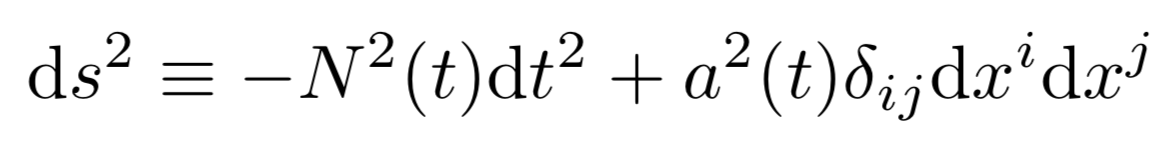 ds² ≡ −N²(t)dt² + a²(t)δᵢⱼdxⁱdxʲ